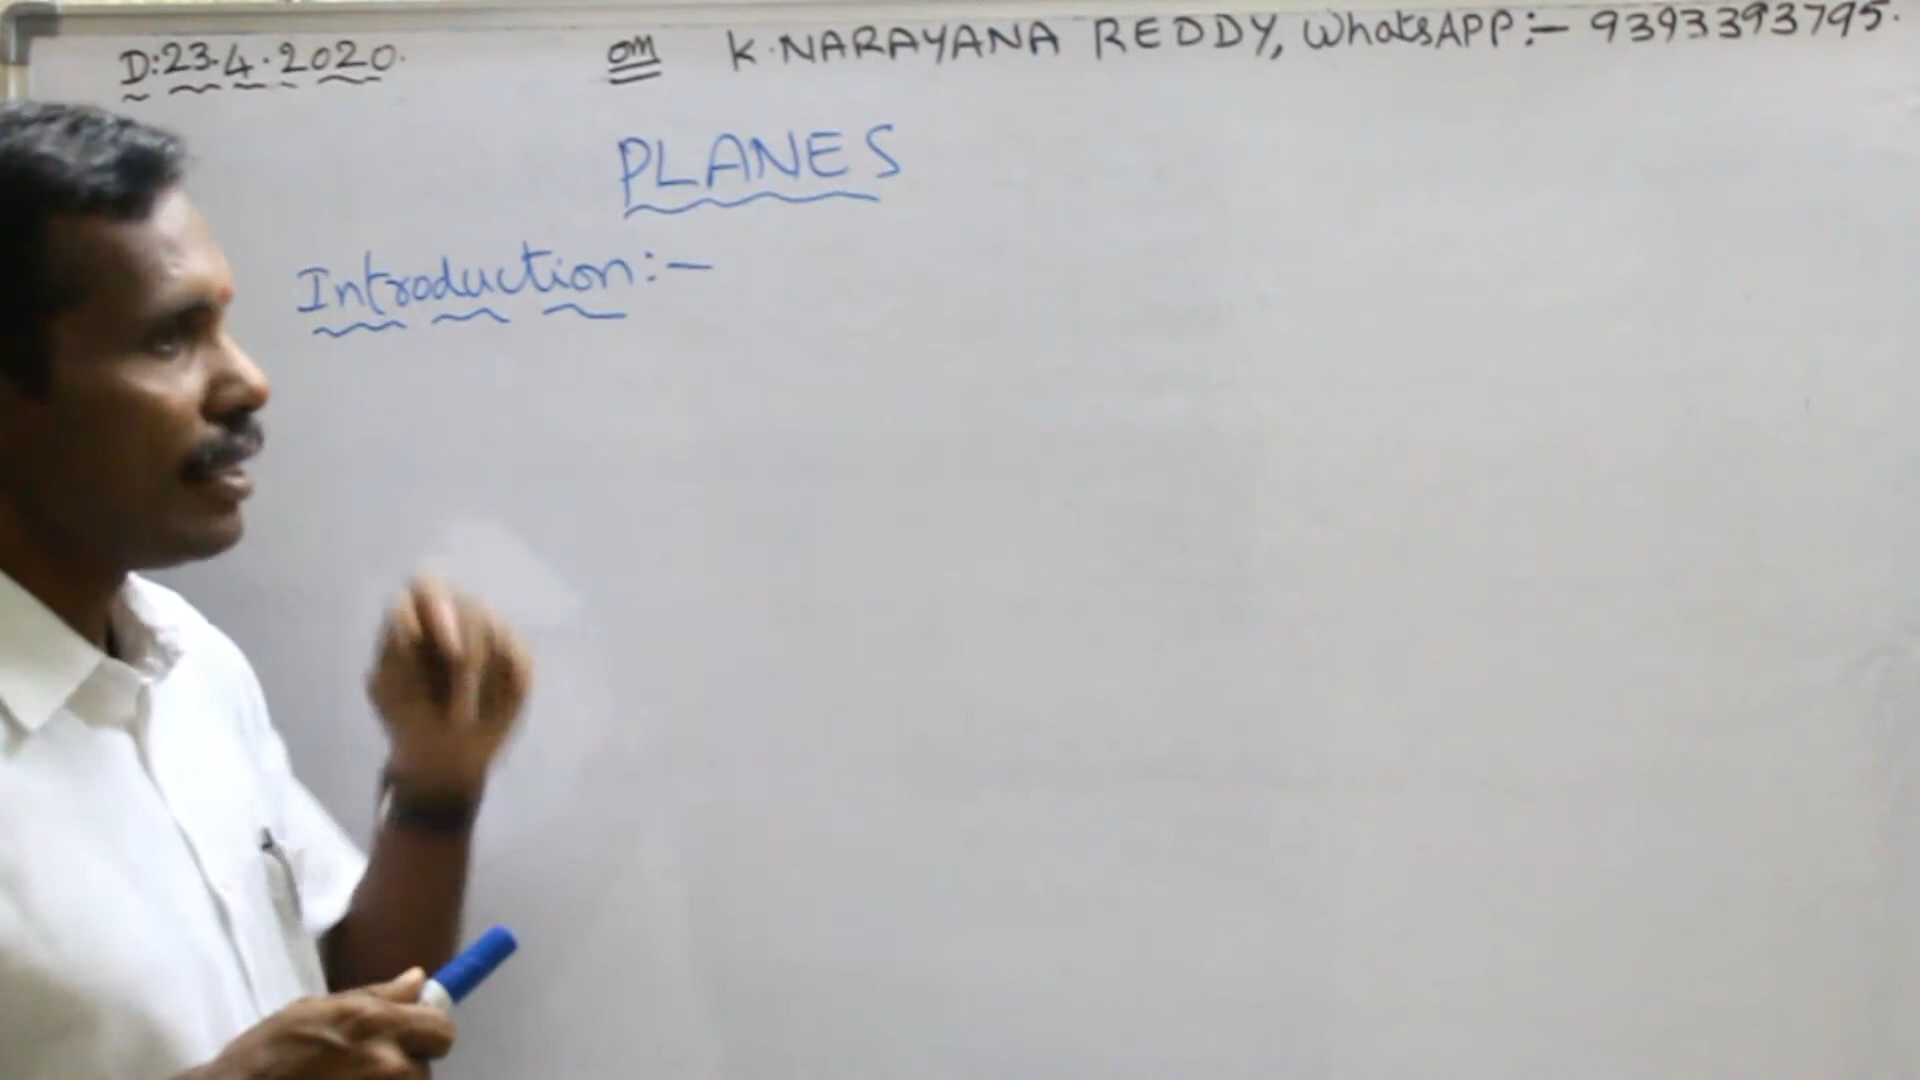 D:23.4.2020. om K.NARAYANA REDDY, WhatsAPP:- 9393393795.
PLANES
Introduction:-